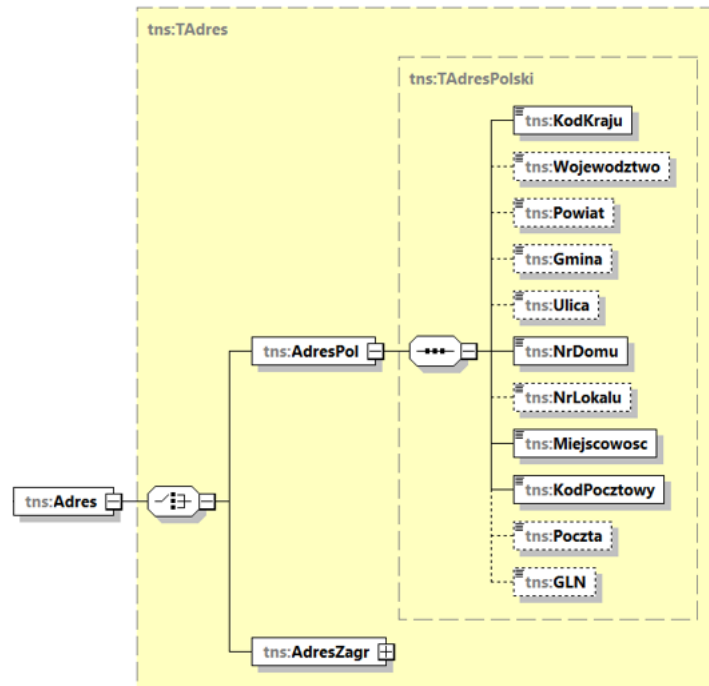 tns:TAdres
tns:TAdresPolski
tns:KodKraju
tns:Wojewodztwo
tns:Powiat
tns:Gmina
tns:Ulica
tns:AdresPol
tns:NrDomu
tns:NrLokalu
tns:Miejscowosc
tns:KodPocztowy
tns:Adres
tns:Poczta
tns:GLN
tns:AdresZagr